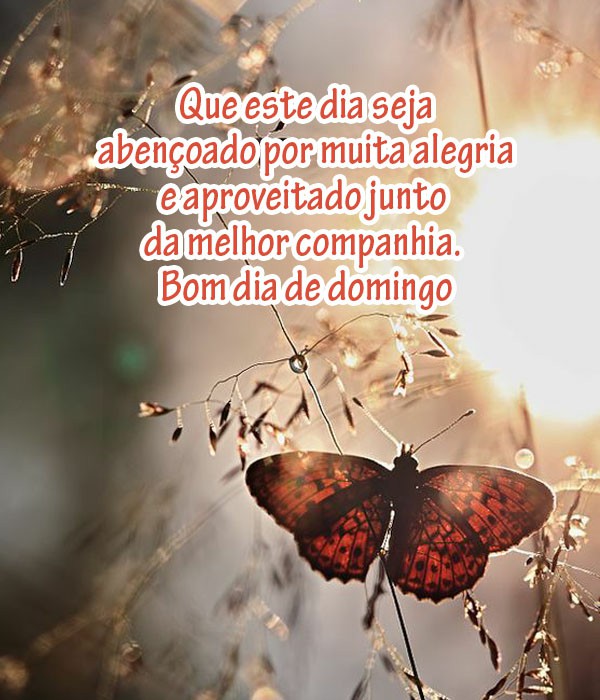 Que este dia seja
abençoado por muita alegria
e aproveitado junto
da melhor companhia.
Bom dia de domingo